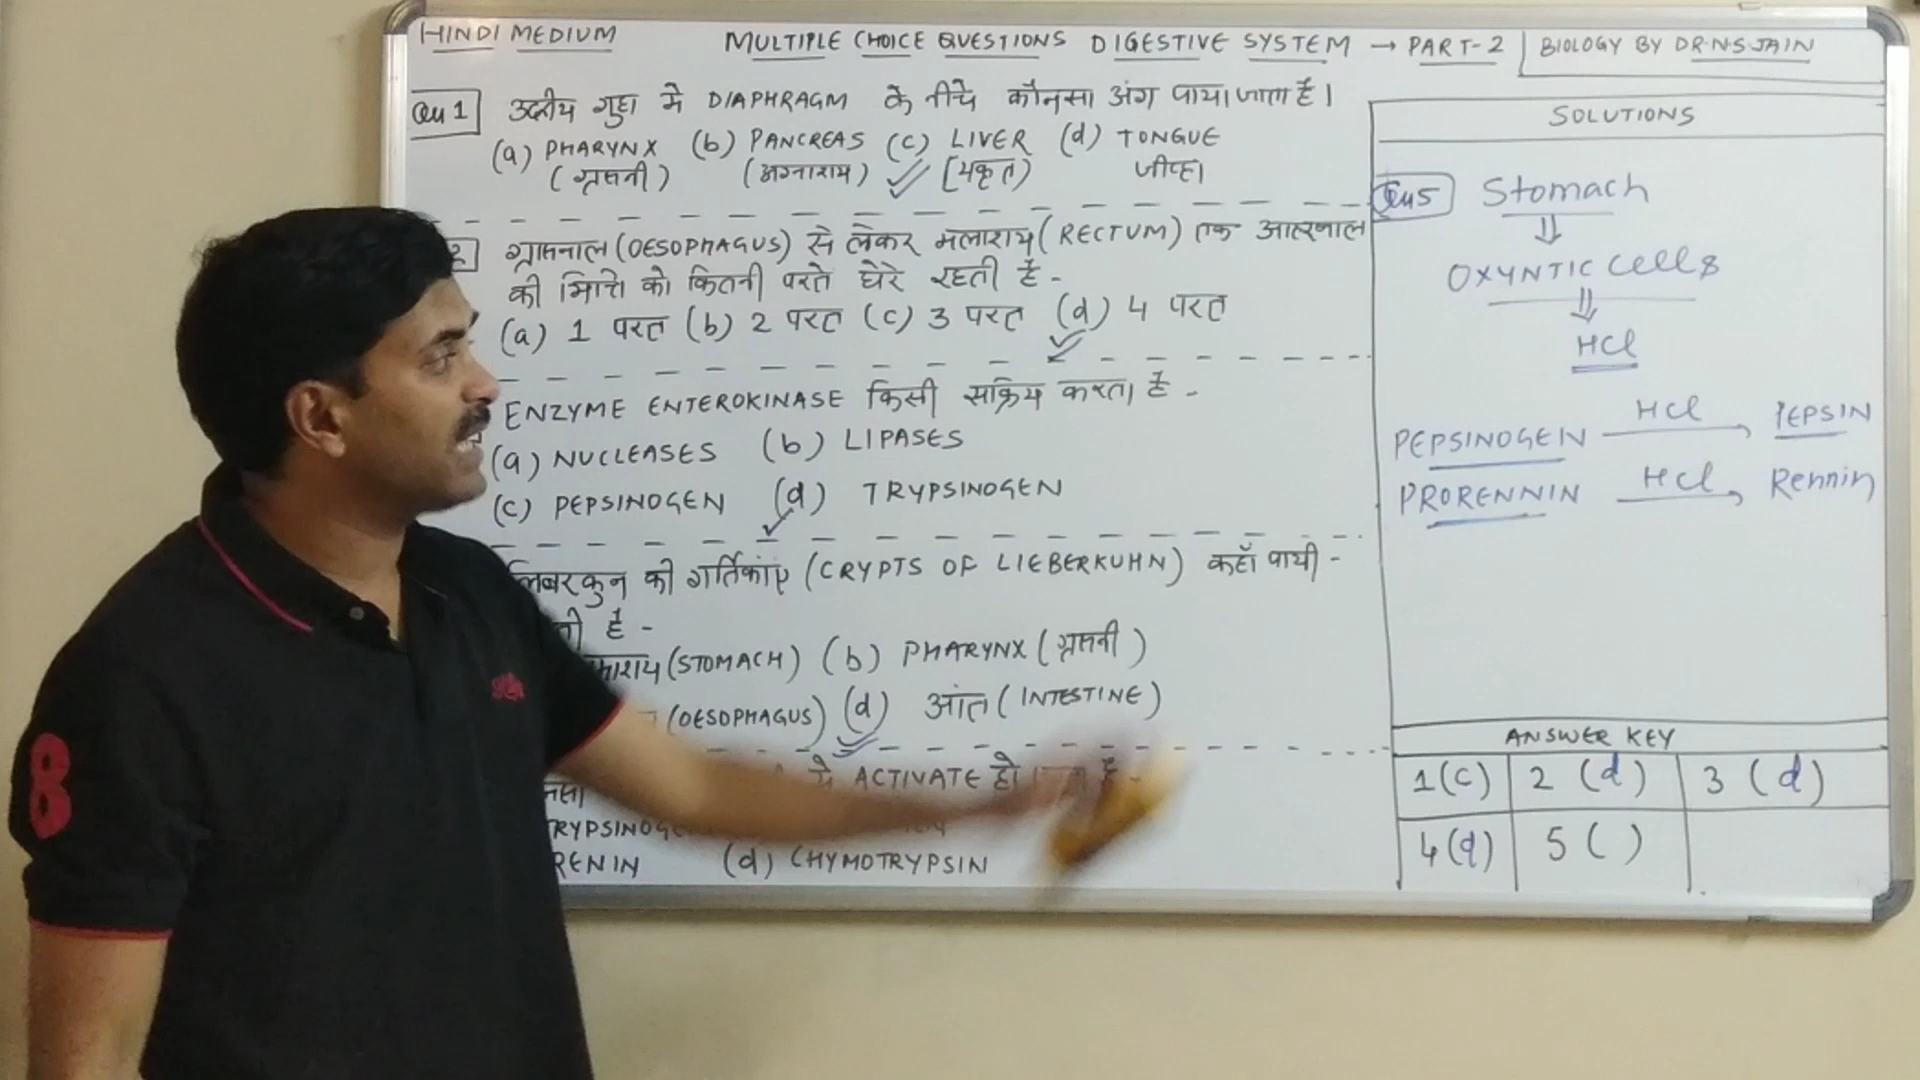 HINDI MEDIUM
MULTIPLE CHOICE QUESTIONS DIGESTIVE SYSTEM → PART-2
BIOLOGY BY DR.N.S.JAIN
Qu 1 उदरीय गुहा मे DIAPHRAGM के नीचे कौनसा अंग पाया जाता है।
(a) PHARYNX (b) PANCREAS (c) LIVER (d) TONGUE
(ग्रसनी) (अग्नाशय) (यकृत) जीव्हा
ग्रासनाल (OESOPHAGUS) से लेकर मलाशय (RECTUM) तक आहारनाल
की भित्ति को कितनी परते घेरे रहती है -
(a) 1 परत (b) 2 परत (c) 3 परत (d) 4 परत
ENZYME ENTEROKINASE किसी सक्रिय करता है -
(a) NUCLEASES (b) LIPASES
(c) PEPSINOGEN (d) TRYPSINOGEN
लिबरकुन की गर्तिकांए (CRYPTS OF LIEBERKUHN) कहाँ पायी -
है -
(STOMACH) (b) PHARYNX (ग्रसनी)
(OESOPHAGUS) (d) आंत (INTESTINE)
से ACTIVATE हो
RENIN (d) CHYMOTRYPSIN
SOLUTIONS
Qu5 Stomach
⇓
OXYNTIC Cells
⇓
HCl
PEPSINOGEN HCl → PEPSIN
PRORENNIN HCl → Rennin
ANSWER KEY
1 (c) 2 (d) 3 (d)
4 (d) 5 ( )
8